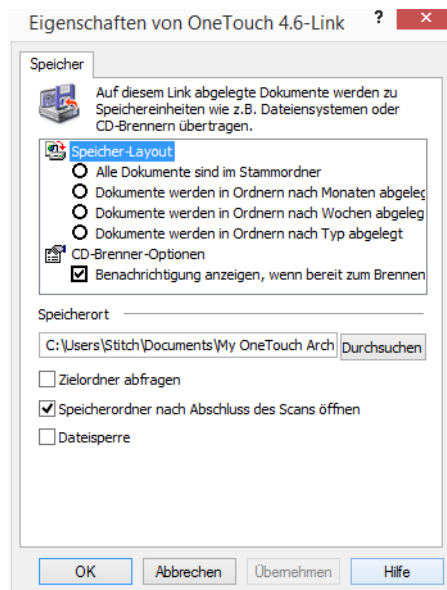 Eigenschaften von OneTouch 4.6-Link ? ×
Speicher
Auf diesem Link abgelegte Dokumente werden zu
Speichereinheiten wie z.B. Dateiensystemen oder
CD-Brennern übertragen.
Speicher-Layout
Alle Dokumente sind im Stammordner
Dokumente werden in Ordnern nach Monaten abgeleg
Dokumente werden in Ordnern nach Wochen abgeleg
Dokumente werden in Ordnern nach Typ abgelegt
CD-Brenner-Optionen
Benachrichtigung anzeigen, wenn bereit zum Brennen
Speicherort
C:\Users\Stitch\Documents\My OneTouch Arch Durchsuchen
Zielordner abfragen
Speicherordner nach Abschluss des Scans öffnen
Dateisperre
OK Abbrechen Übernehmen Hilfe